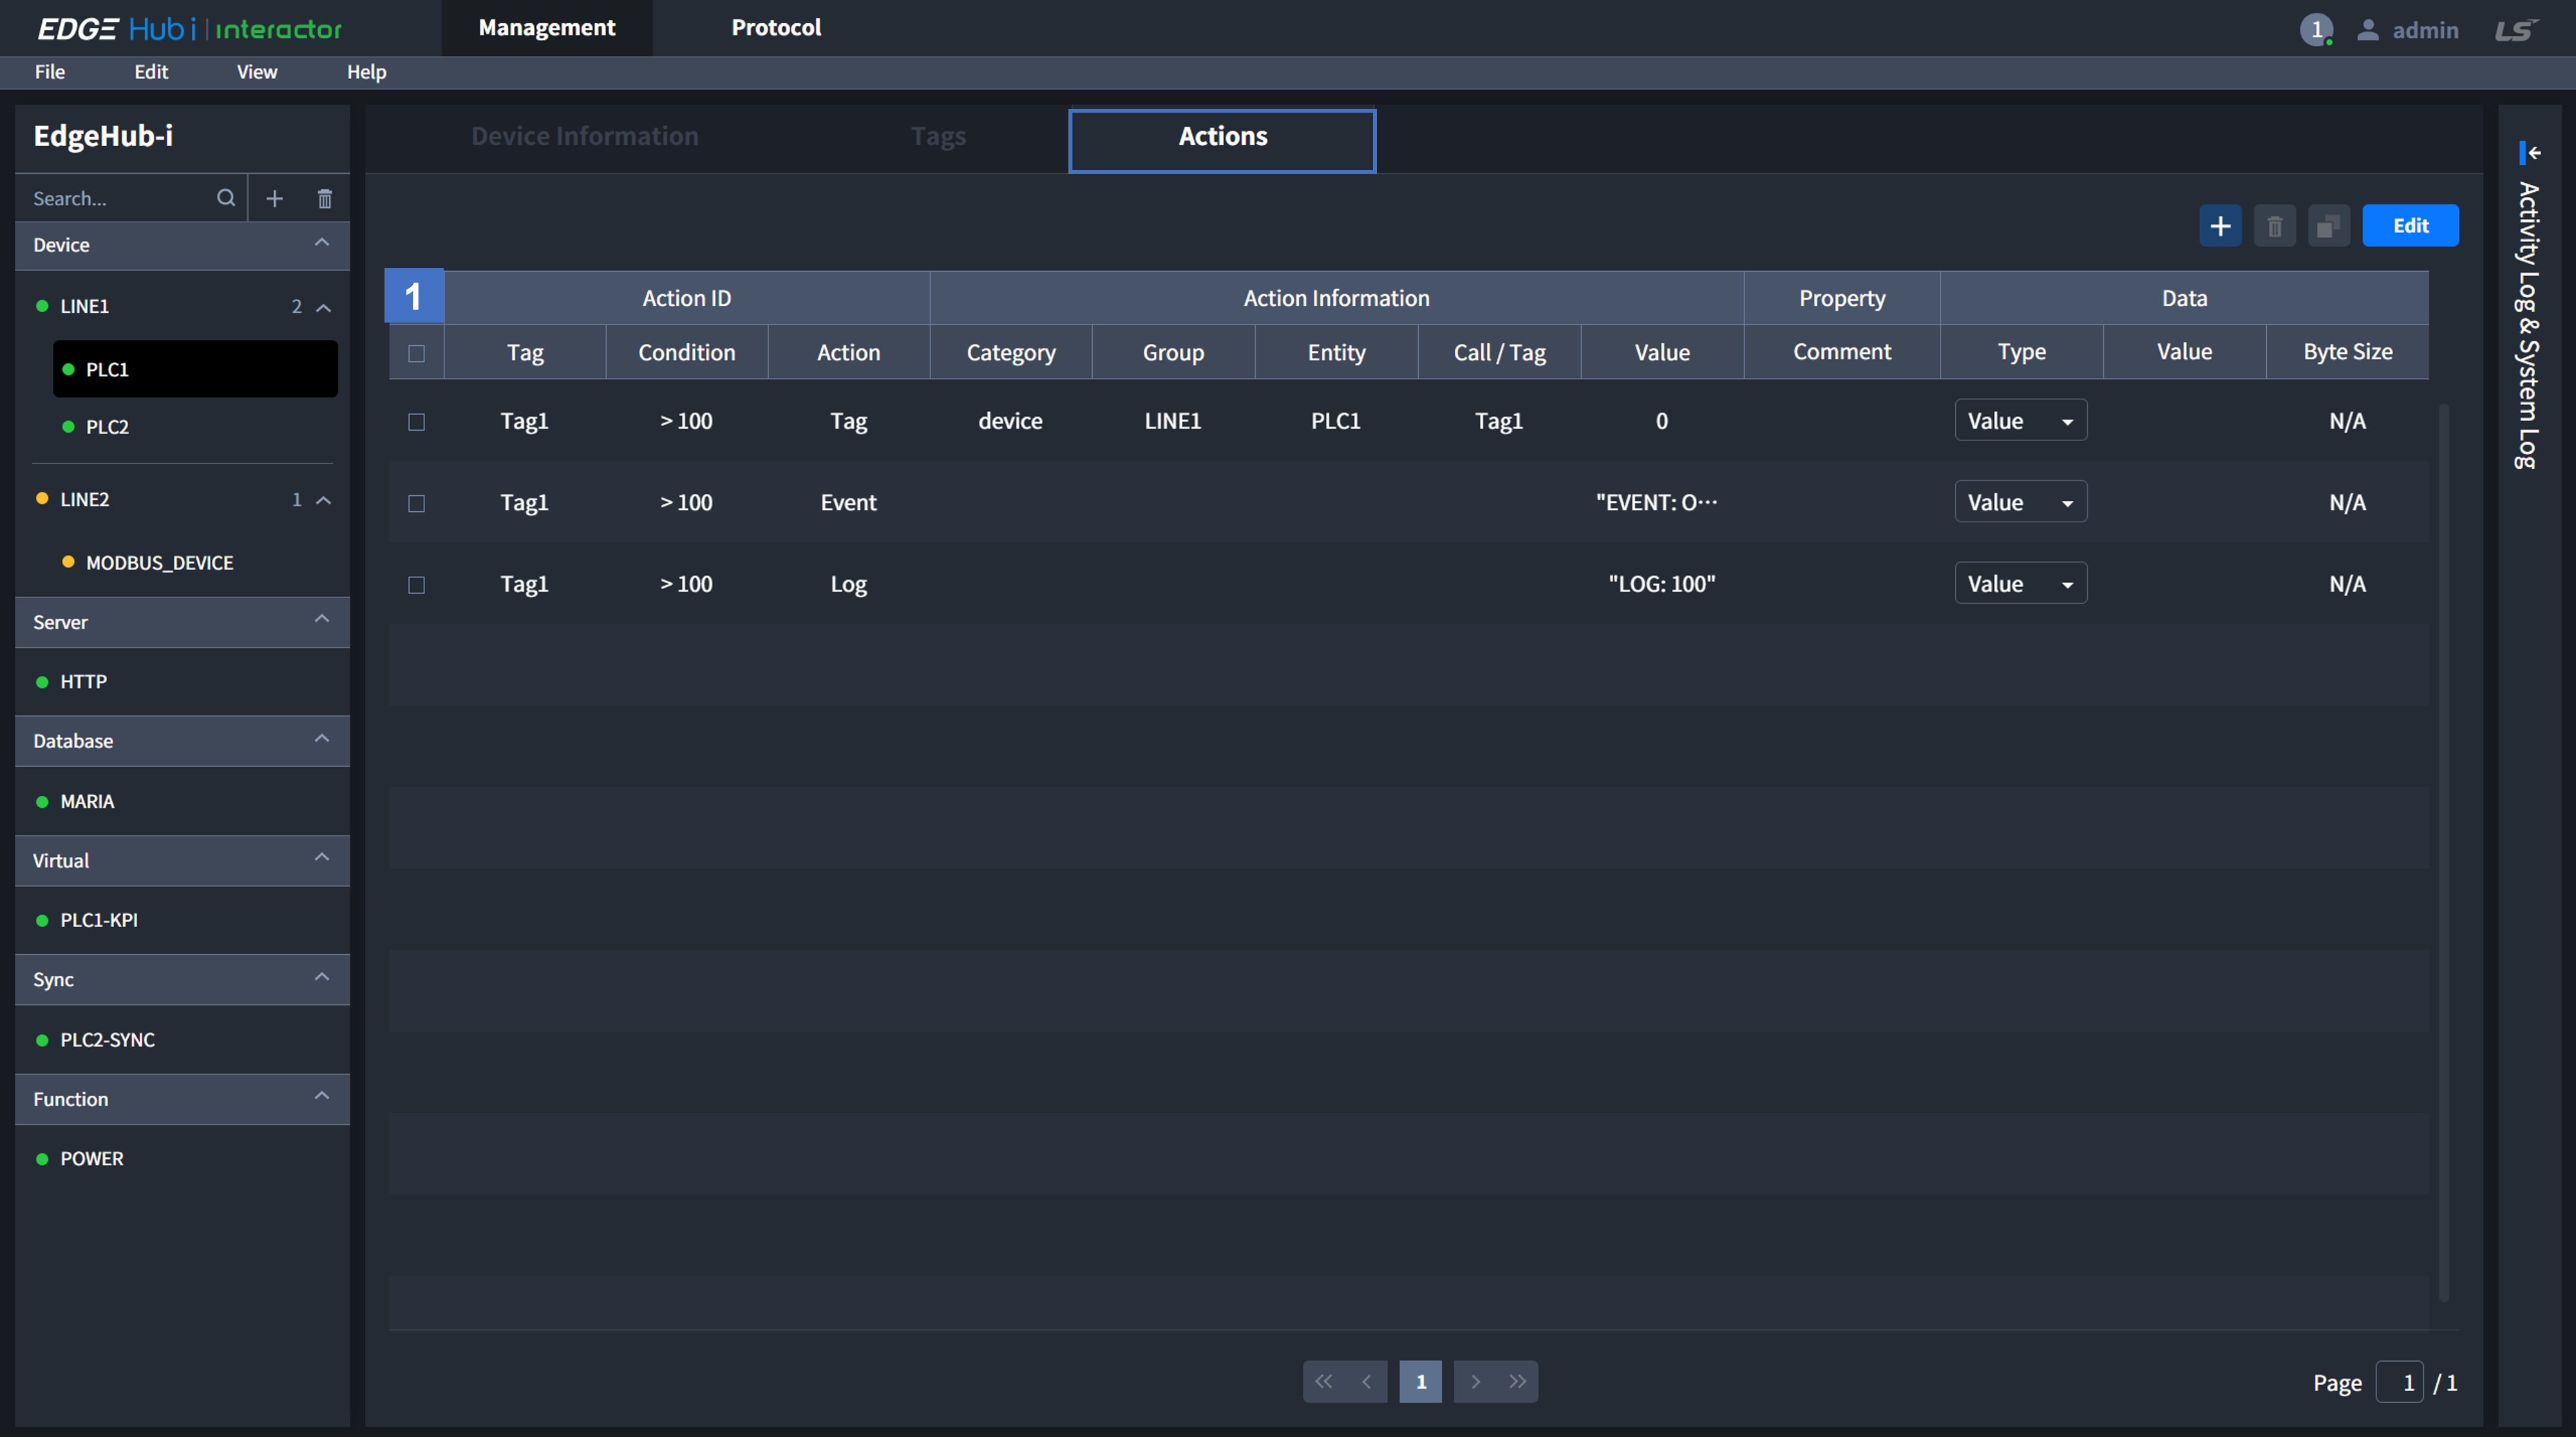 EDGE Hub i | interactor
Management
Protocol
1
admin
LS
File
Edit
View
Help
EdgeHub-i
Search...
Device
LINE1
2
PLC1
PLC2
LINE2
1
MODBUS_DEVICE
Server
HTTP
Database
MARIA
Virtual
PLC1-KPI
Sync
PLC2-SYNC
Function
POWER
Device Information
Tags
Actions
Edit
1
Action ID
Action Information
Property
Data
Tag
Condition
Action
Category
Group
Entity
Call / Tag
Value
Comment
Type
Value
Byte Size
Tag1
> 100
Tag
device
LINE1
PLC1
Tag1
0
Value
N/A
Tag1
> 100
Event
"EVENT: O···
Value
N/A
Tag1
> 100
Log
"LOG: 100"
Value
N/A
1
Page
1
/ 1
Activity Log & System Log